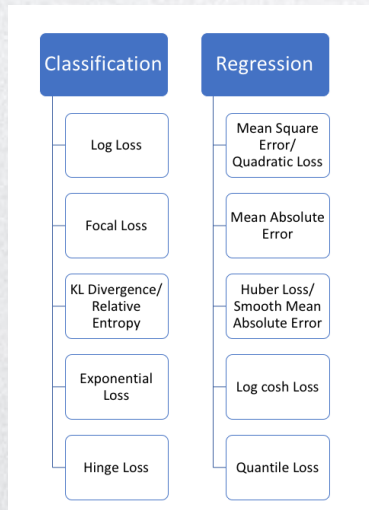 Classification
Log Loss
Focal Loss
KL Divergence/
Relative
Entropy
Exponential
Loss
Hinge Loss
Regression
Mean Square
Error/
Quadratic Loss
Mean Absolute
Error
Huber Loss/
Smooth Mean
Absolute Error
Log cosh Loss
Quantile Loss